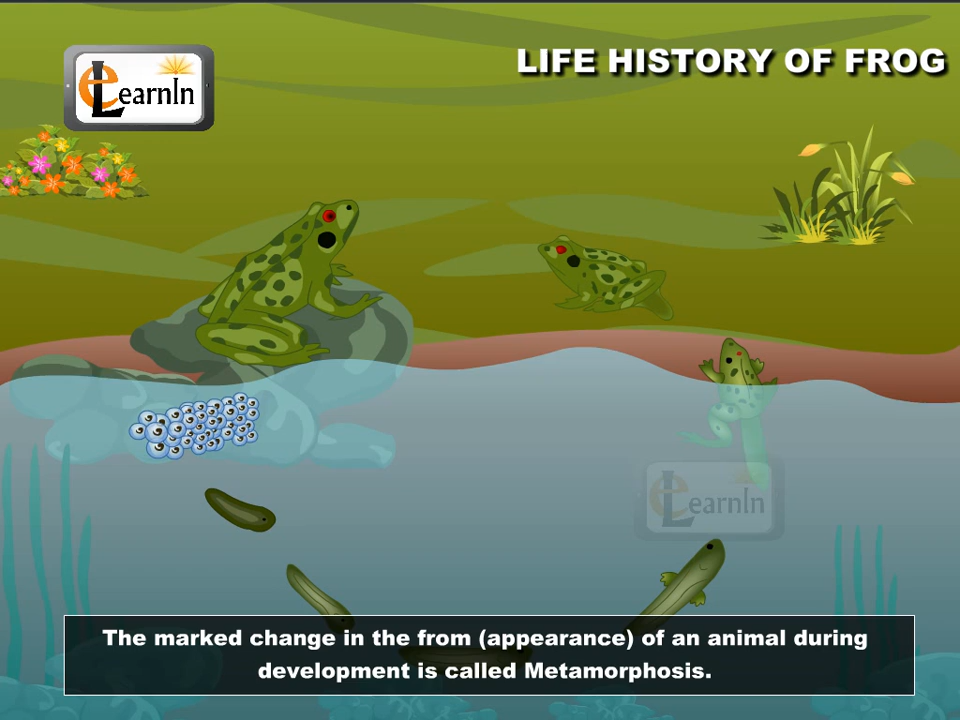 eLearnIn
LIFE HISTORY OF FROG
eLearnIn
The marked change in the from (appearance) of an animal during
development is called Metamorphosis.